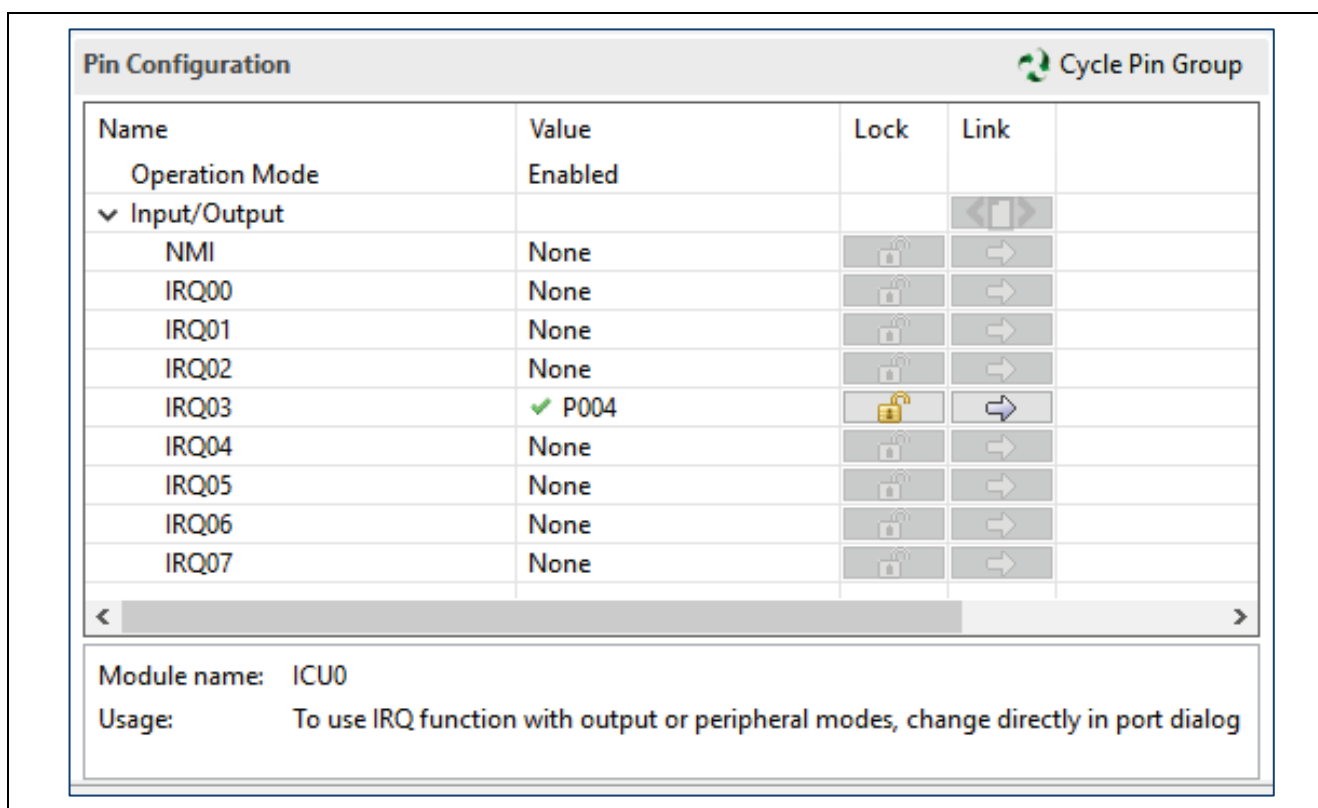 Pin Configuration Cycle Pin Group
Name Value Lock Link
Operation Mode Enabled
Input/Output
NMI None
IRQ00 None
IRQ01 None
IRQ02 None
IRQ03 P004
IRQ04 None
IRQ05 None
IRQ06 None
IRQ07 None
Module name: ICU0
Usage: To use IRQ function with output or peripheral modes, change directly in port dialog